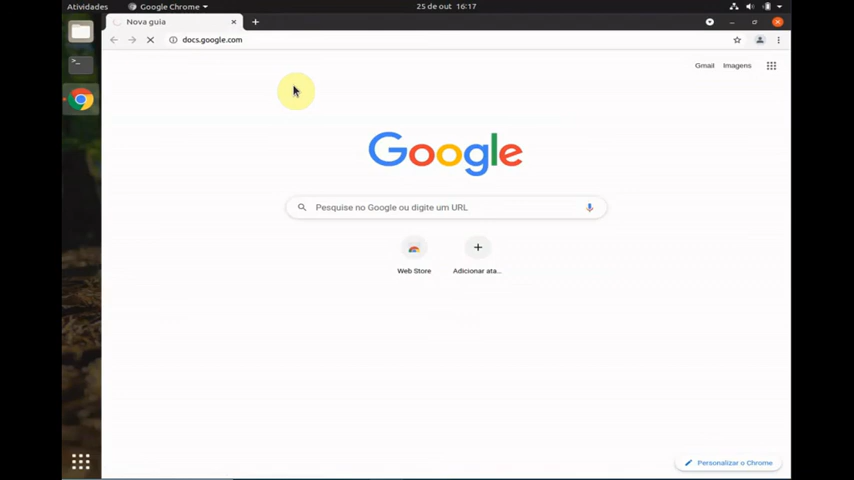 Atividades
Google Chrome
25 de out 16:17
Nova guia
docs.google.com
Gmail
Imagens
Google
Pesquise no Google ou digite um URL
Web Store
Adicionar ata...
Personalizar o Chrome